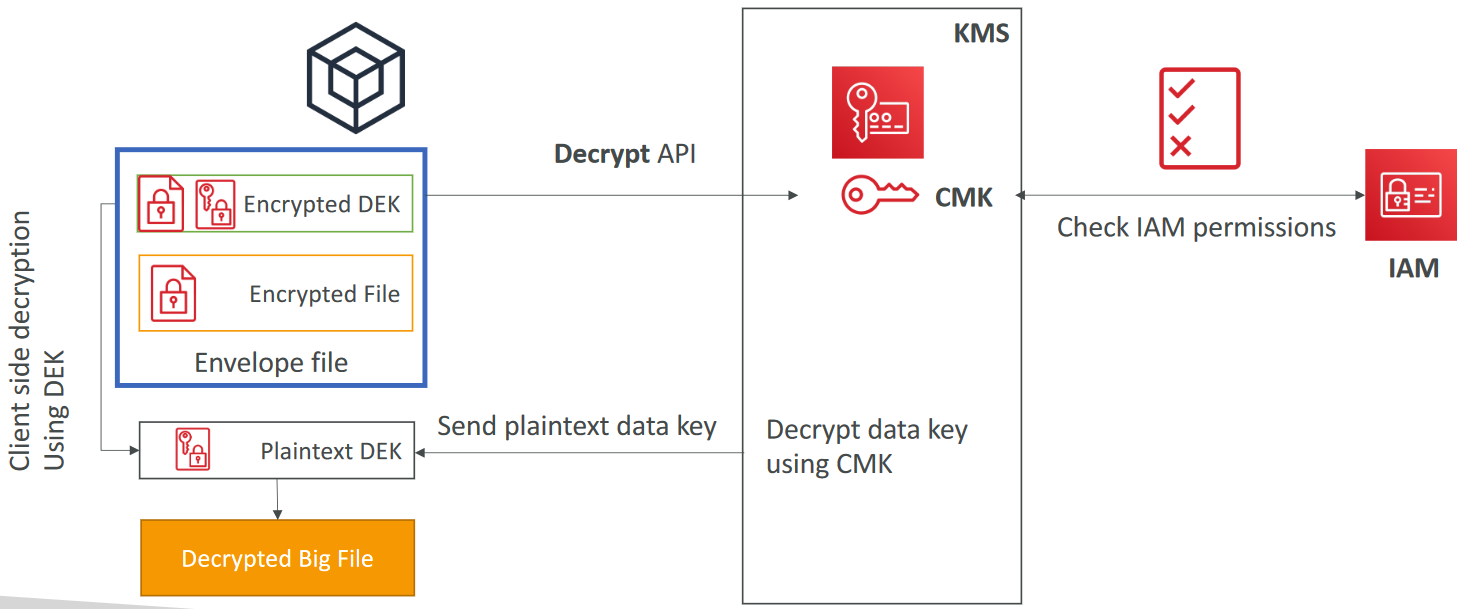 KMS
Decrypt API
CMK
Check IAM permissions
IAM
Encrypted DEK
Encrypted File
Envelope file
Client side decryption
Using DEK
Send plaintext data key
Decrypt data key
using CMK
Plaintext DEK
Decrypted Big File